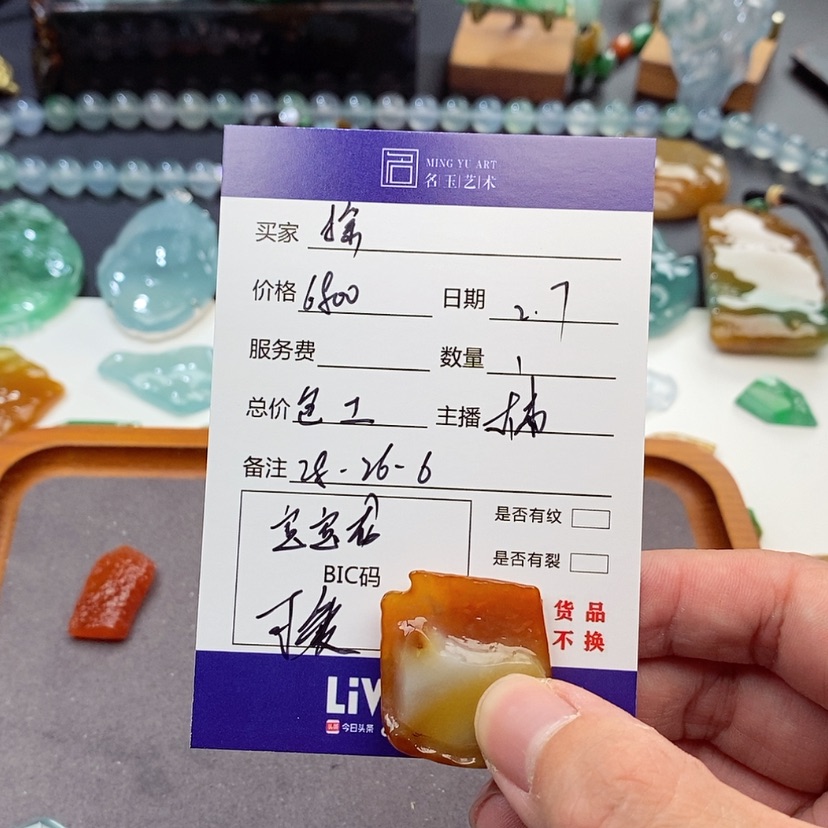 MING YU ART
名玉艺术
买家 徐
价格 6800 日期 2.7
服务费 数量 1
总价 包工 主播 楠
备注 28-26-6
是否有纹
是否有裂
BIC码
货品
不换
LiV
今日头条